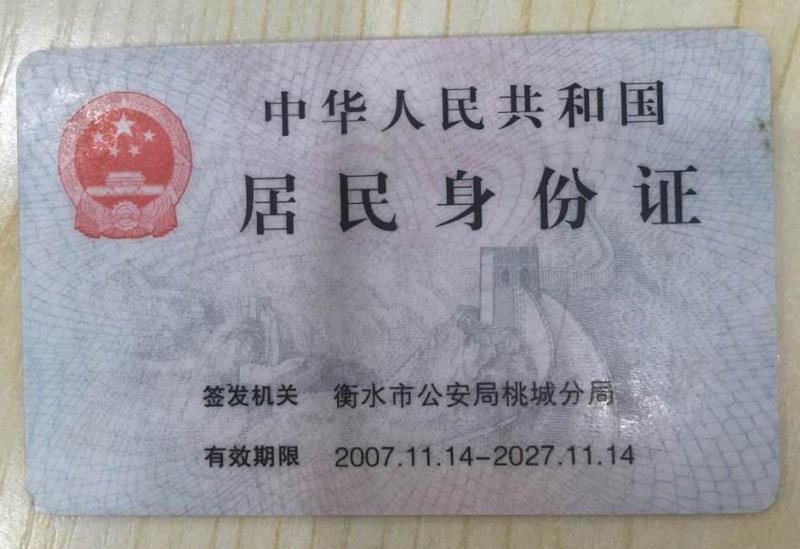 中华人民共和国
居民身份证
签发机关 衡水市公安局桃城分局
有效期限 2007.11.14-2027.11.14